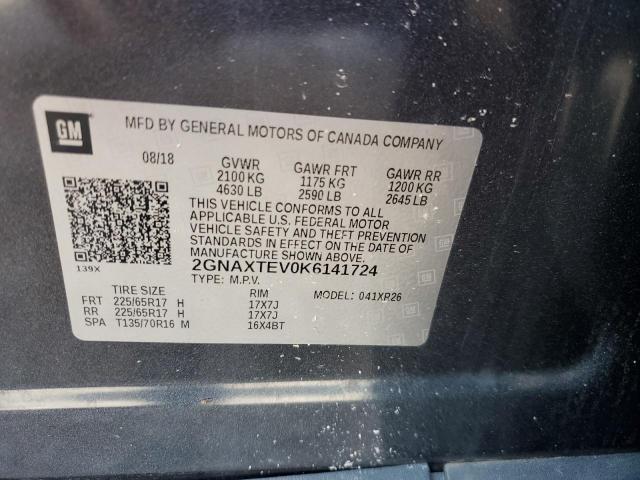 GM
MFD BY GENERAL MOTORS OF CANADA COMPANY
08/18 GVWR GAWR FRT GAWR RR
2100 KG 1175 KG 1200 KG
4630 LB 2590 LB 2645 LB
THIS VEHICLE CONFORMS TO ALL
APPLICABLE U.S. FEDERAL MOTOR
VEHICLE SAFETY AND THEFT PREVENTION
STANDARDS IN EFFECT ON THE DATE OF
MANUFACTURE SHOWN ABOVE.
139X
2GNAXTEV0K6141724
TYPE: M.P.V. MODEL: 041XR26
TIRE SIZE RIM
FRT 225/65R17 H 17X7J
RR 225/65R17 H 17X7J
SPA T135/70R16 M 16X4BT